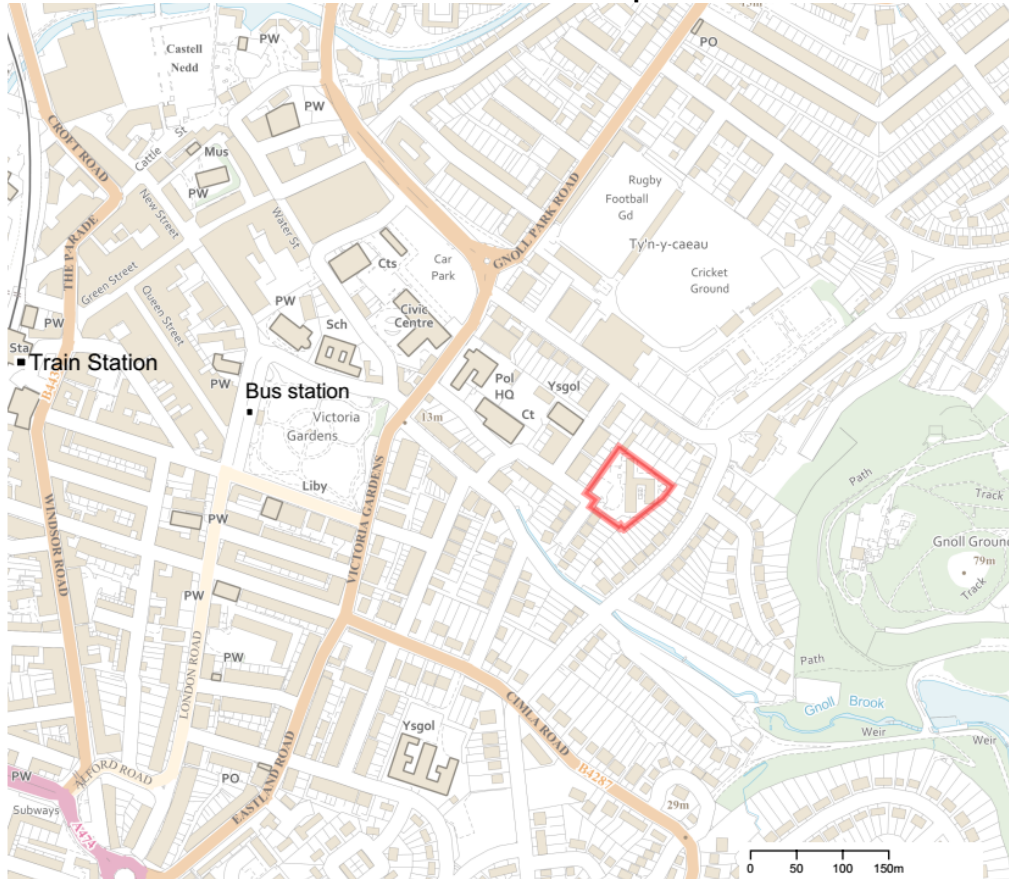 PW
Castell
Nedd
PO
PW
CROFT ROAD
Cattle St
Mus
PW
New Street
Water St
THE PARADE
Green Street
Queen Street
Cts
Car
Park
GNOLL PARK ROAD
Rugby
Football
Gd
Ty'n-y-caeau
Cricket
Ground
PW
Sta
Train Station
PW
Sch
Civic
Centre
PW
Bus station
Victoria
Gardens
13m
Pol
HQ
Ct
Ysgol
Liby
PW
WINDSOR ROAD
VICTORIA GARDENS
Path
Track
Gnoll Ground
79m
Track
PW
PW
LONDON ROAD
Path
Gnoll Brook
Weir
Weir
CIMLA ROAD
B4287
Ysgol
EASTLAND ROAD
PO
ALFORD ROAD
PW
Subways
A474
29m
0 50 100 150m